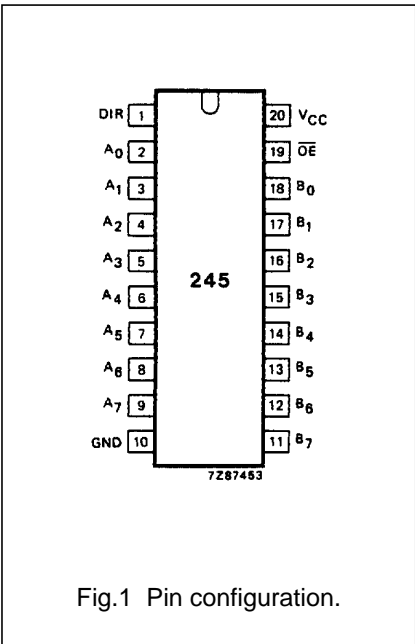 DIR 1 20 VCC
A0 2 19 OE
A1 3 18 B0
A2 4 17 B1
A3 5 16 B2
245
A4 6 15 B3
A5 7 14 B4
A6 8 13 B5
A7 9 12 B6
GND 10 11 B7
7Z87453
Fig.1 Pin configuration.